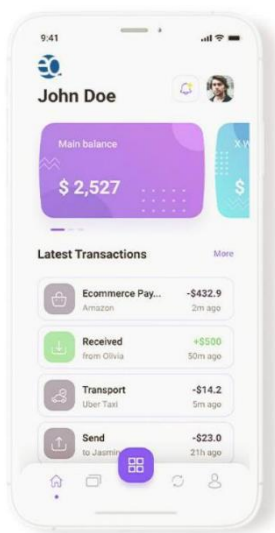 9:41
eo
John Doe
Main balance
$ 2,527
X W
$
Latest Transactions
More
Ecommerce Pay...
-$432.9
Amazon
2m ago
Received
+$500
from Olivia
50m ago
Transport
-$14.2
Uber Taxi
5m ago
Send
-$23.0
to Jasmin
21h ago